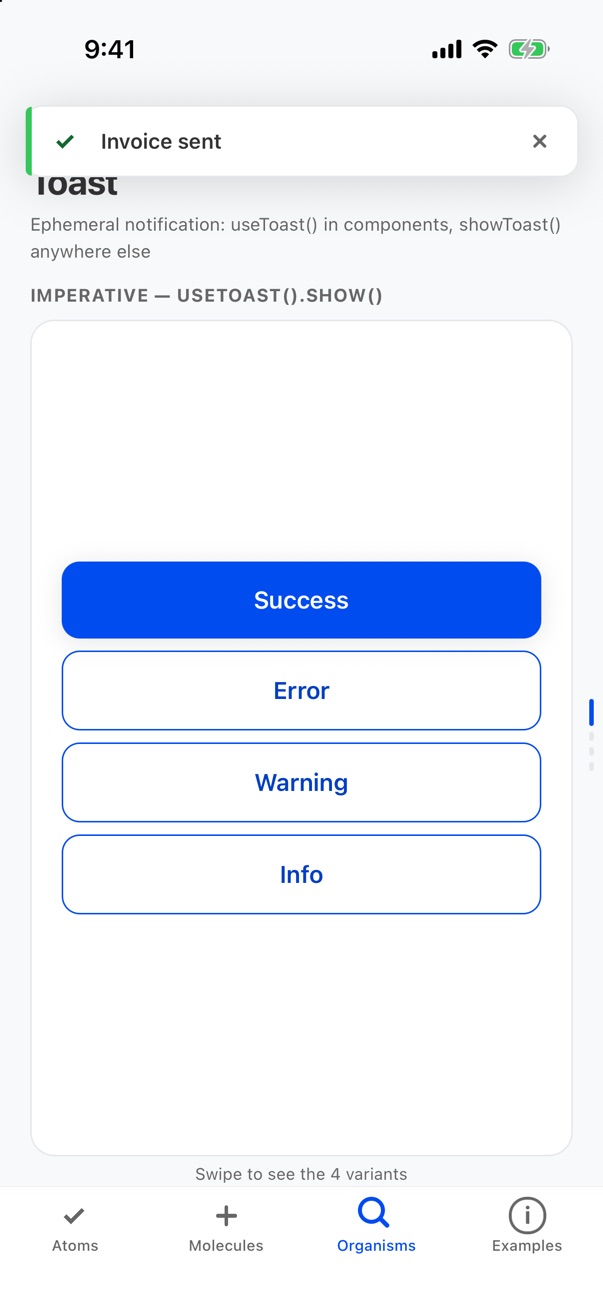 9:41
Invoice sent
Toast
Ephemeral notification: useToast() in components, showToast()
anywhere else
IMPERATIVE — USETOAST().SHOW()
Success
Error
Warning
Info
Swipe to see the 4 variants
Atoms
Molecules
Organisms
Examples